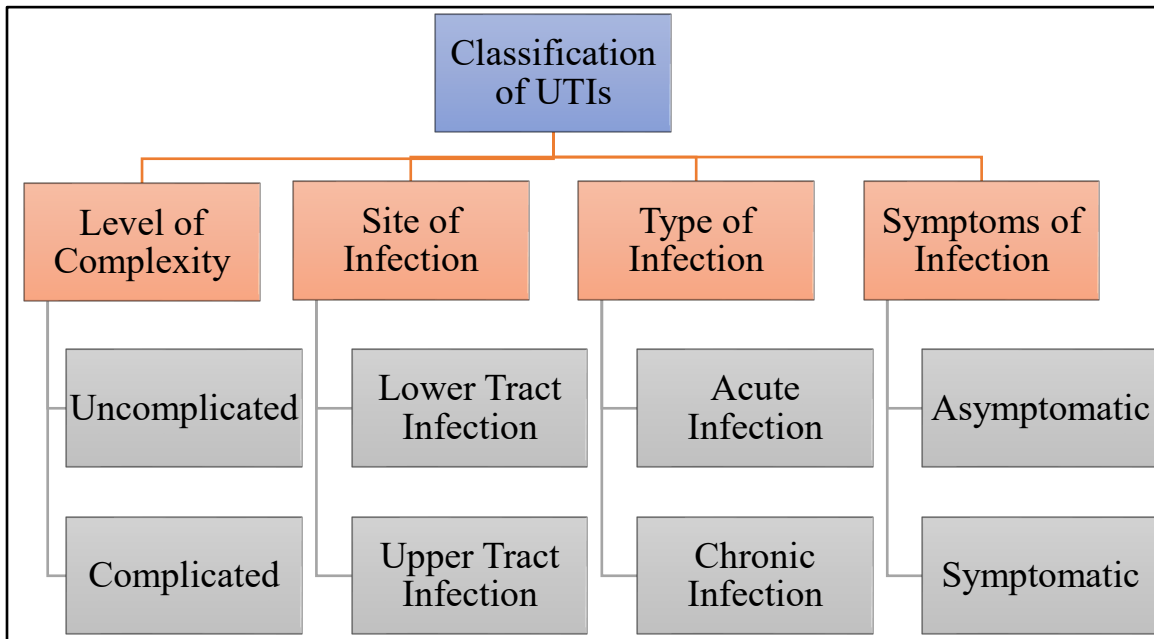 Classification
of UTIs
Level of
Complexity
Site of
Infection
Type of
Infection
Symptoms of
Infection
Uncomplicated
Lower Tract
Infection
Acute
Infection
Asymptomatic
Complicated
Upper Tract
Infection
Chronic
Infection
Symptomatic